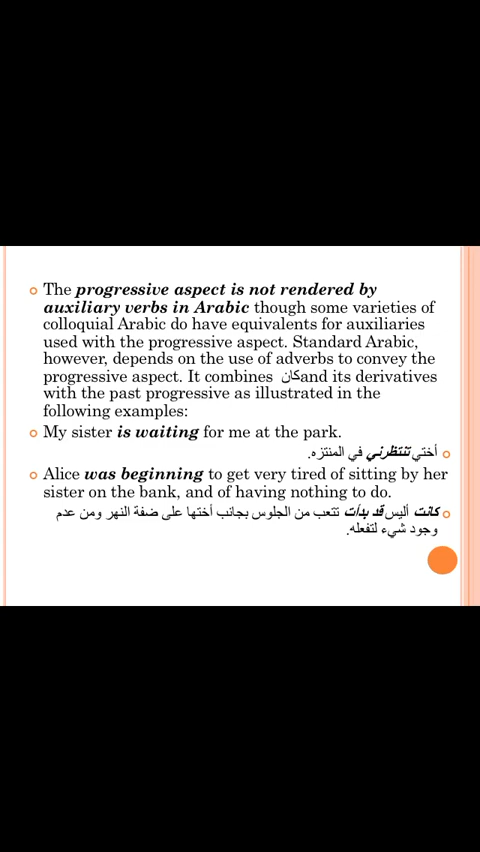 The progressive aspect is not rendered by
auxiliary verbs in Arabic though some varieties of
colloquial Arabic do have equivalents for auxiliaries
used with the progressive aspect. Standard Arabic,
however, depends on the use of adverbs to convey the
progressive aspect. It combines كان and its derivatives
with the past progressive as illustrated in the
following examples:
My sister is waiting for me at the park.
أختي تنتظرني في المنتزه.
Alice was beginning to get very tired of sitting by her
sister on the bank, and of having nothing to do.
كانت أليس قد بدأت تتعب من الجلوس بجانب أختها على ضفة النهر ومن عدم
وجود شيء لتفعله.